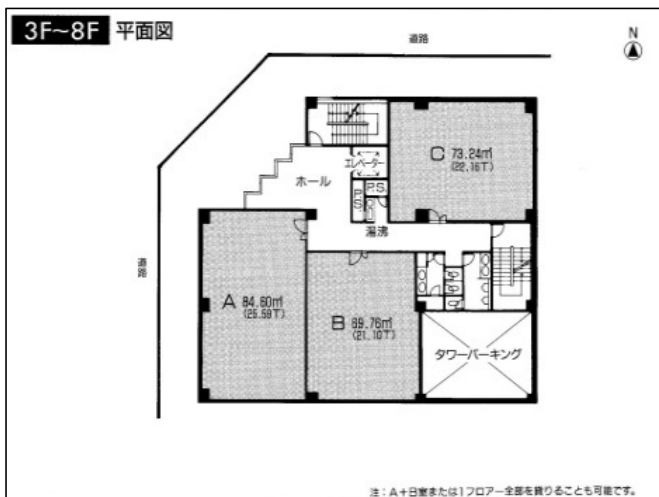 3F~8F 平面図
道路
N
C 73.24㎡
(22.16T)
エレベーター
ホール
P.S.
P.S.
湯沸
道路
A 84.60㎡
(25.59T)
B 69.76㎡
(21.10T)
タワーパーキング
注:A+B室または1フロアー全部を借りることも可能です。